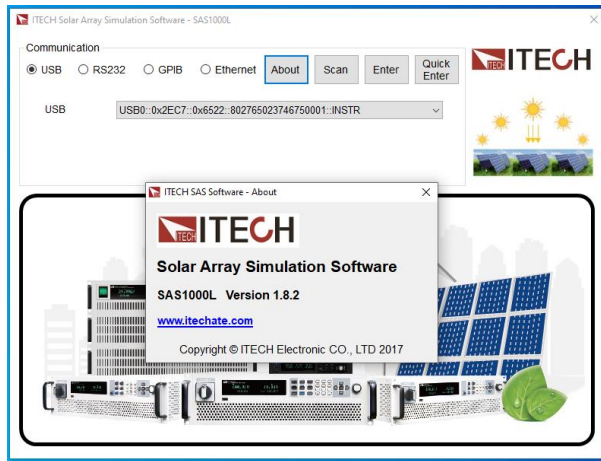 ITECH Solar Array Simulation Software - SAS1000L
Communication
USB RS232 GPIB Ethernet About Scan Enter Quick Enter
ITECH
USB USB0::0x2EC7::0x6522::802765023746750001::INSTR
ITECH SAS Software - About
ITECH
Solar Array Simulation Software
SAS1000L Version 1.8.2
www.itechate.com
Copyright © ITECH Electronic CO., LTD 2017